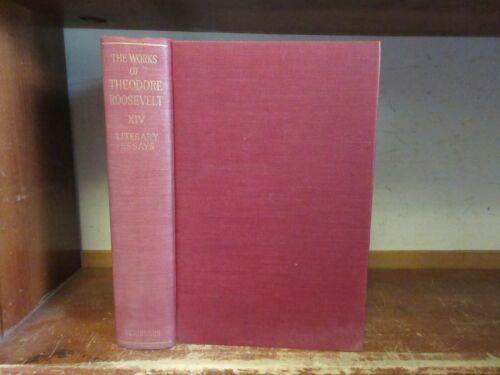 THE WORKS
OF
THEODORE
ROOSEVELT
XIV
LITERARY
ESSAYS
SCRIBNERS